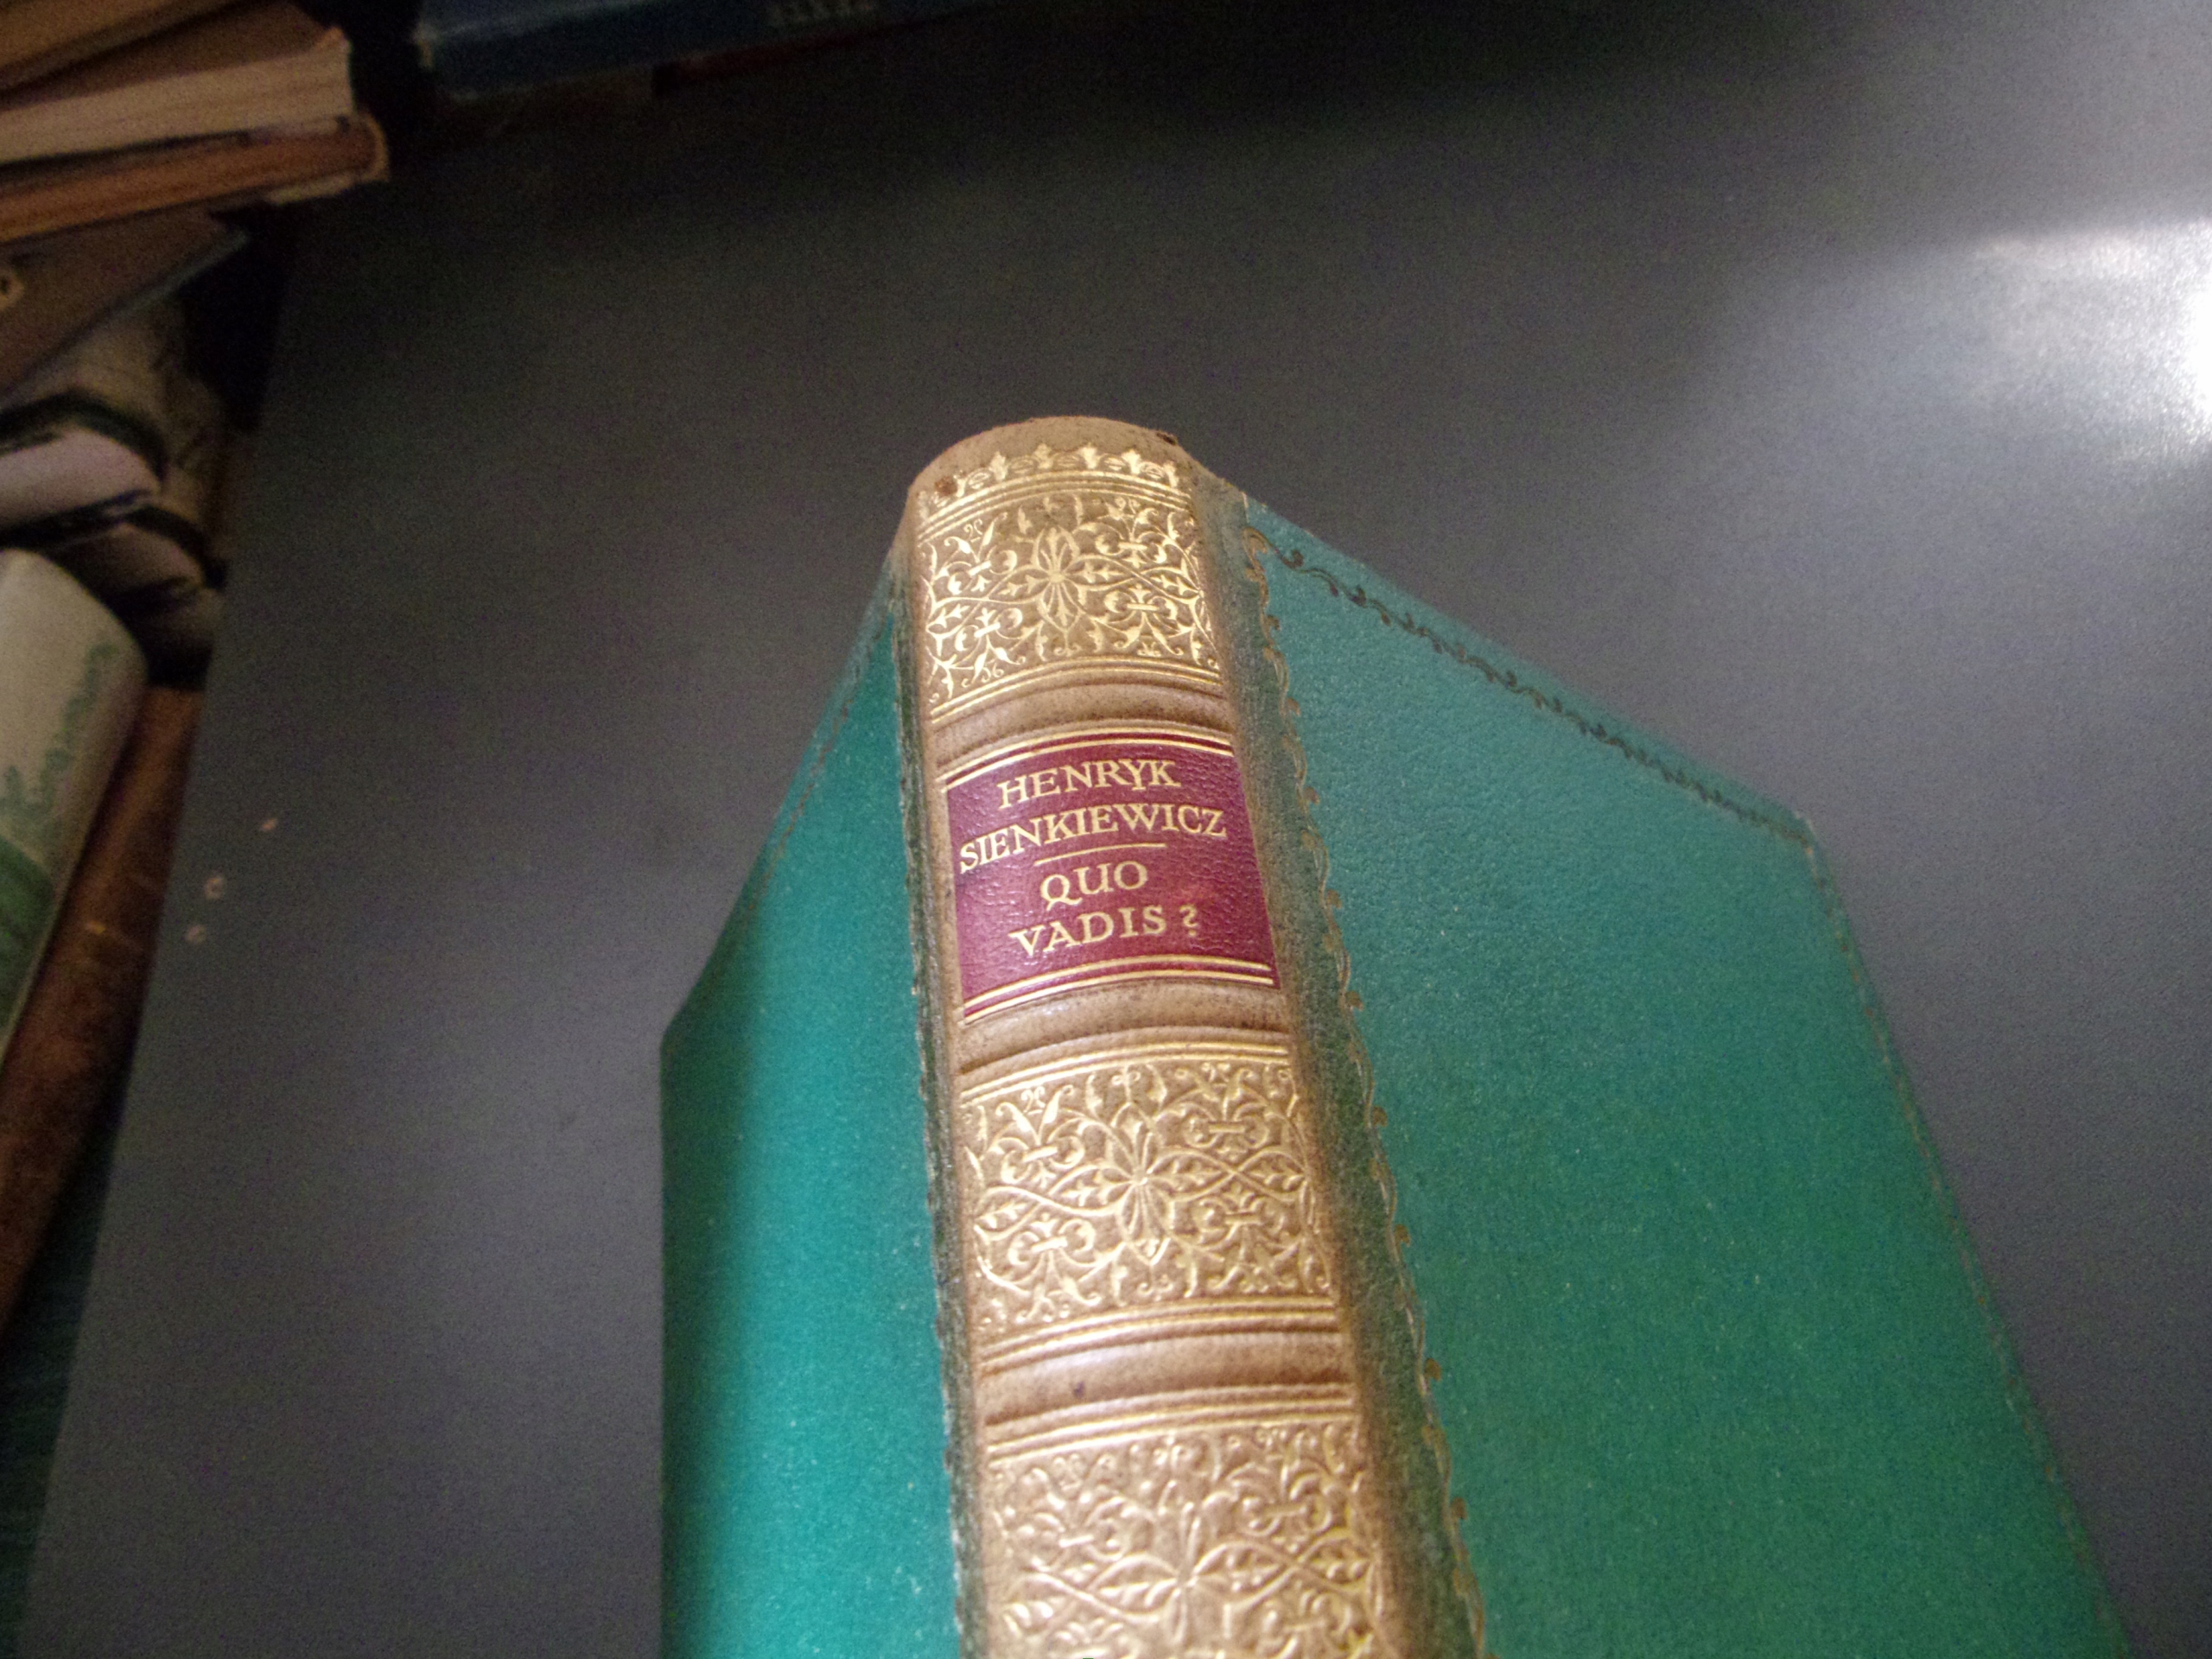 HENRYK
SIENKIEWICZ
QUO
VADIS?